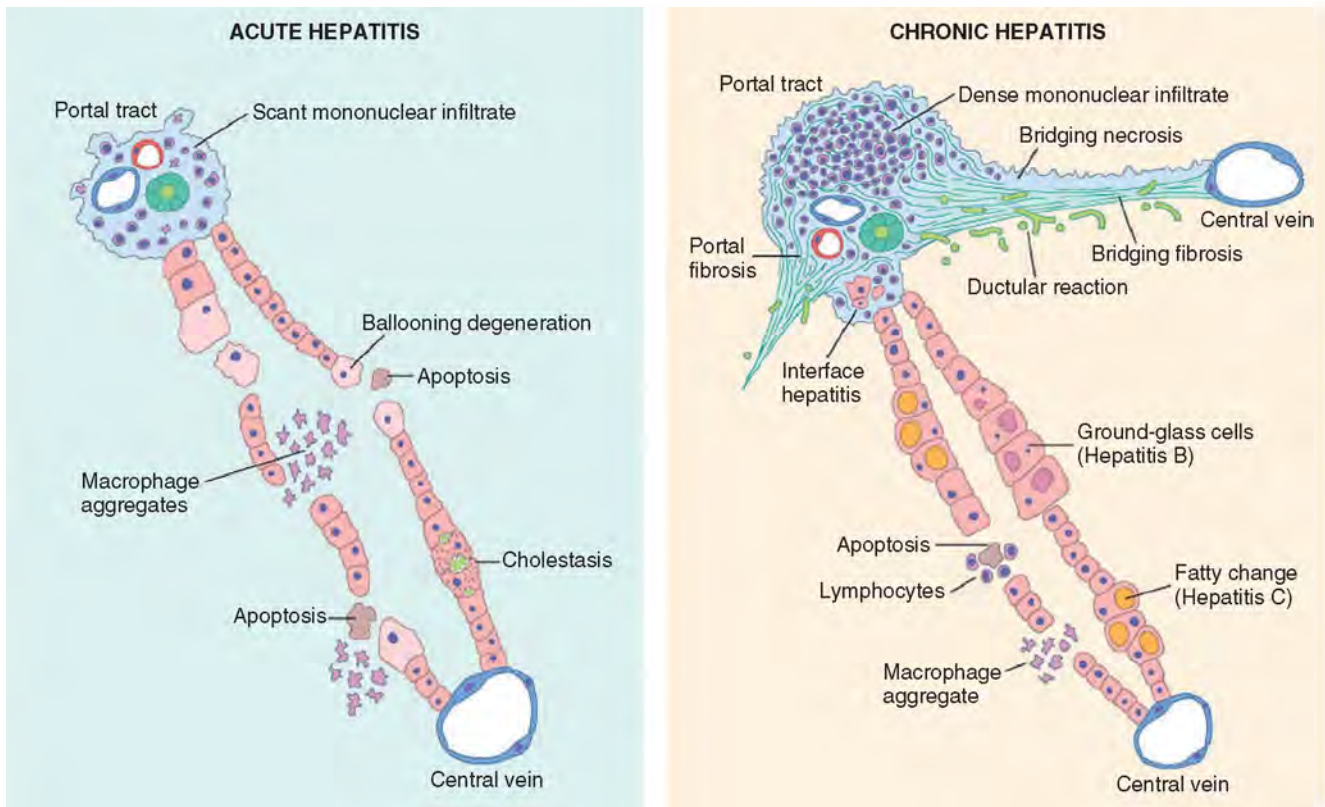 ACUTE HEPATITIS
Portal tract
Scant mononuclear infiltrate
Ballooning degeneration
Apoptosis
Macrophage
aggregates
Cholestasis
Apoptosis
Central vein
CHRONIC HEPATITIS
Portal tract
Dense mononuclear infiltrate
Bridging necrosis
Central vein
Portal
fibrosis
Bridging fibrosis
Ductular reaction
Interface
hepatitis
Ground-glass cells
(Hepatitis B)
Apoptosis
Lymphocytes
Fatty change
(Hepatitis C)
Macrophage
aggregate
Central vein